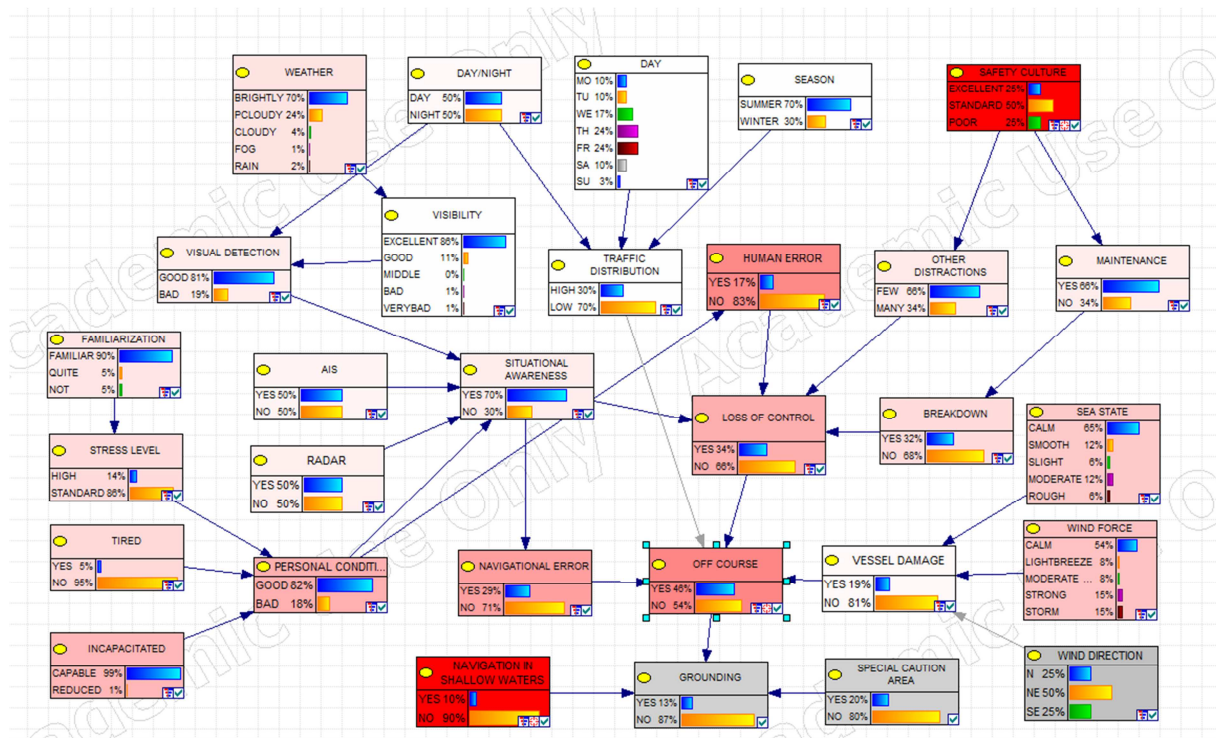 WEATHER
BRIGHTLY 70%
PCLOUDY 24%
CLOUDY 4%
FOG 1%
RAIN 2%
DAY/NIGHT
DAY 50%
NIGHT 50%
DAY
MO 10%
TU 10%
WE 17%
TH 24%
FR 24%
SA 10%
SU 3%
SEASON
SUMMER 70%
WINTER 30%
SAFETY CULTURE
EXCELLENT 25%
STANDARD 50%
POOR 25%
VISUAL DETECTION
GOOD 81%
BAD 19%
VISIBILITY
EXCELLENT 86%
GOOD 11%
MIDDLE 0%
BAD 1%
VERYBAD 1%
TRAFFIC
DISTRIBUTION
HIGH 30%
LOW 70%
HUMAN ERROR
YES 17%
NO 83%
OTHER
DISTRACTIONS
FEW 66%
MANY 34%
MAINTENANCE
YES 66%
NO 34%
FAMILIARIZATION
FAMILIAR 90%
QUITE 5%
NOT 5%
AIS
YES 50%
NO 50%
SITUATIONAL
AWARENESS
YES 70%
NO 30%
LOSS OF CONTROL
YES 34%
NO 66%
BREAKDOWN
YES 32%
NO 68%
SEA STATE
CALM 65%
SMOOTH 12%
SLIGHT 6%
MODERATE 12%
ROUGH 6%
STRESS LEVEL
HIGH 14%
STANDARD 86%
RADAR
YES 50%
NO 50%
TIRED
YES 5%
NO 95%
PERSONAL CONDITI...
GOOD 82%
BAD 18%
NAVIGATIONAL ERROR
YES 29%
NO 71%
OFF COURSE
YES 46%
NO 54%
VESSEL DAMAGE
YES 19%
NO 81%
WIND FORCE
CALM 54%
LIGHTBREEZE 8%
MODERATE ... 8%
STRONG 15%
STORM 15%
INCAPACITATED
CAPABLE 99%
REDUCED 1%
NAVIGATION IN
SHALLOW WATERS
YES 10%
NO 90%
GROUNDING
YES 13%
NO 87%
SPECIAL CAUTION
AREA
YES 20%
NO 80%
WIND DIRECTION
N 25%
NE 50%
SE 25%
Academic Use Only